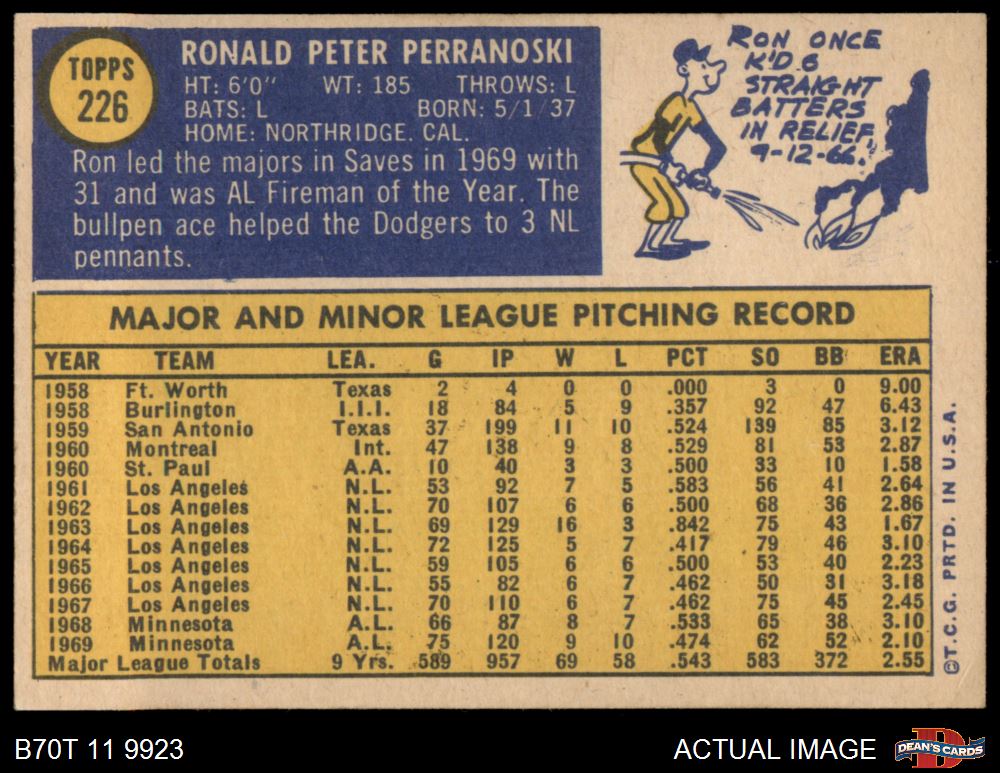 TOPPS
226
RONALD PETER PERRANOSKI
HT: 6'0" WT: 185 THROWS: L
BATS: L BORN: 5/1/37
HOME: NORTHRIDGE. CAL.
Ron led the majors in Saves in 1969 with
31 and was AL Fireman of the Year. The
bullpen ace helped the Dodgers to 3 NL
pennants.
RON ONCE
K'D 6
STRAIGHT
BATTERS
IN RELIEF,
9-12-66.
MAJOR AND MINOR LEAGUE PITCHING RECORD
YEAR TEAM LEA. G IP W L PCT SO BB ERA
1958 Ft. Worth Texas 2 4 0 0 .000 3 0 9.00
1958 Burlington I.I.I. 18 84 5 9 .357 92 47 6.43
1959 San Antonio Texas 37 199 11 10 .524 139 85 3.12
1960 Montreal Int. 47 138 9 8 .529 81 53 2.87
1960 St. Paul A.A. 10 40 3 3 .500 33 10 1.58
1961 Los Angeles N.L. 53 92 7 5 .583 56 41 2.64
1962 Los Angeles N.L. 70 107 6 6 .500 68 36 2.86
1963 Los Angeles N.L. 69 129 16 3 .842 75 43 1.67
1964 Los Angeles N.L. 72 125 5 7 .417 79 46 3.10
1965 Los Angeles N.L. 59 105 6 6 .500 53 40 2.23
1966 Los Angeles N.L. 55 82 6 7 .462 50 31 3.18
1967 Los Angeles N.L. 70 110 6 7 .462 75 45 2.45
1968 Minnesota A.L. 66 87 8 7 .533 65 38 3.10
1969 Minnesota A.L. 75 120 9 10 .474 62 52 2.10
Major League Totals 9 Yrs. 589 957 69 58 .543 583 372 2.55
©T.C.G. PRTD. IN U.S.A.
B70T 11 9923
ACTUAL IMAGE
D
DEAN'S CARDS